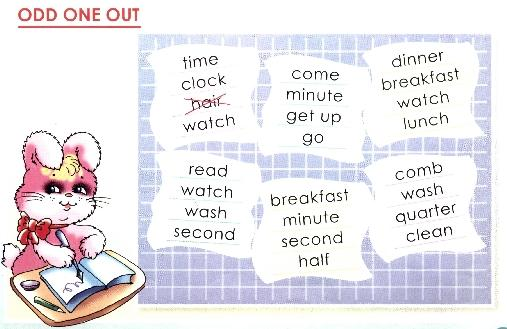 ODD ONE OUT
time
clock
hair
watch
come
minute
get up
go
dinner
breakfast
watch
lunch
read
watch
wash
second
breakfast
minute
second
half
comb
wash
quarter
clean